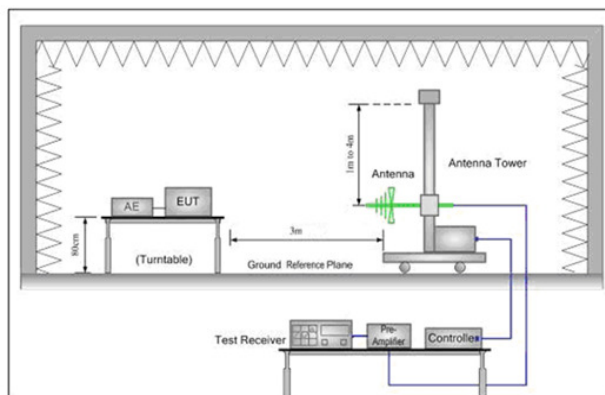 1m to 4m
Antenna
Antenna Tower
AE
EUT
80cm
(Turntable)
3m
Ground Reference Plane
Test Receiver
Pre-
Amplifier
Controller